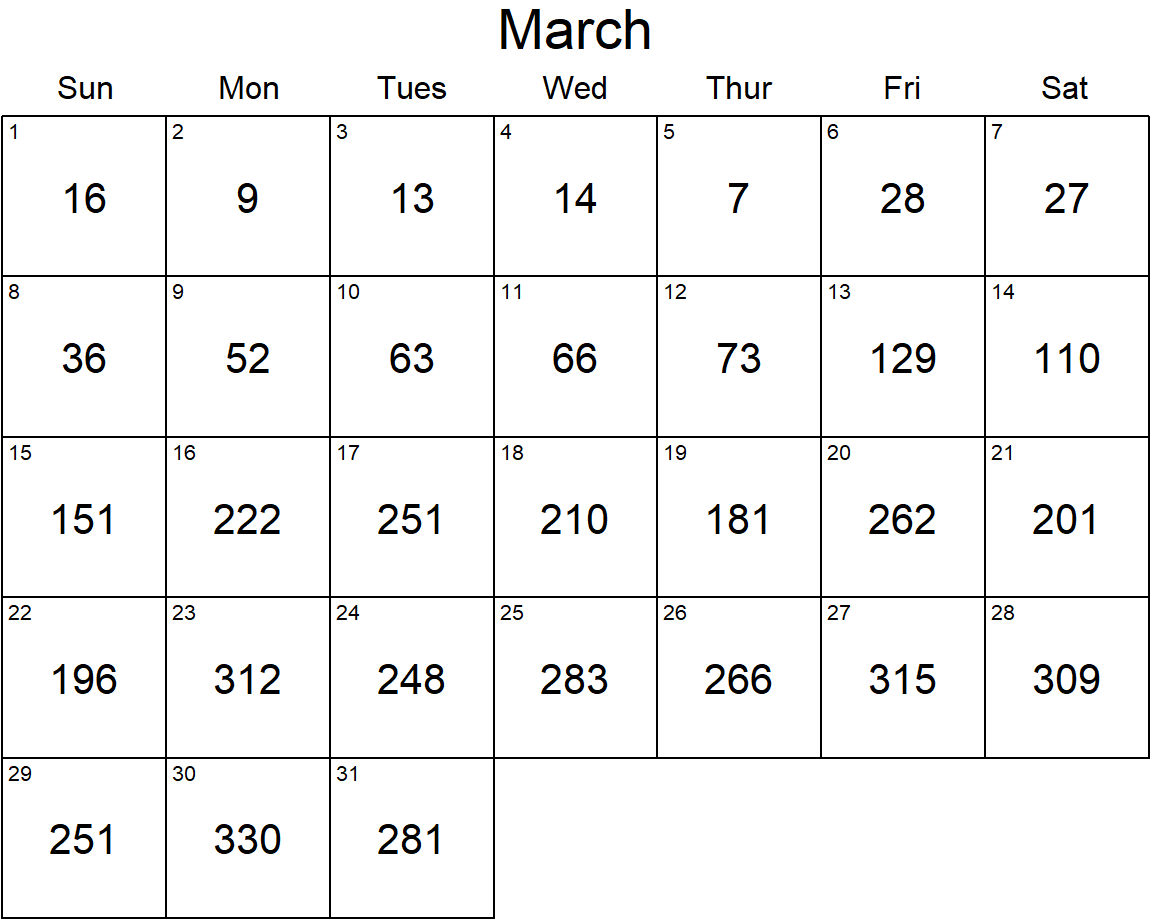 March
Sun Mon Tues Wed Thur Fri Sat
1 2 3 4 5 6 7
16 9 13 14 7 28 27
8 9 10 11 12 13 14
36 52 63 66 73 129 110
15 16 17 18 19 20 21
151 222 251 210 181 262 201
22 23 24 25 26 27 28
196 312 248 283 266 315 309
29 30 31
251 330 281